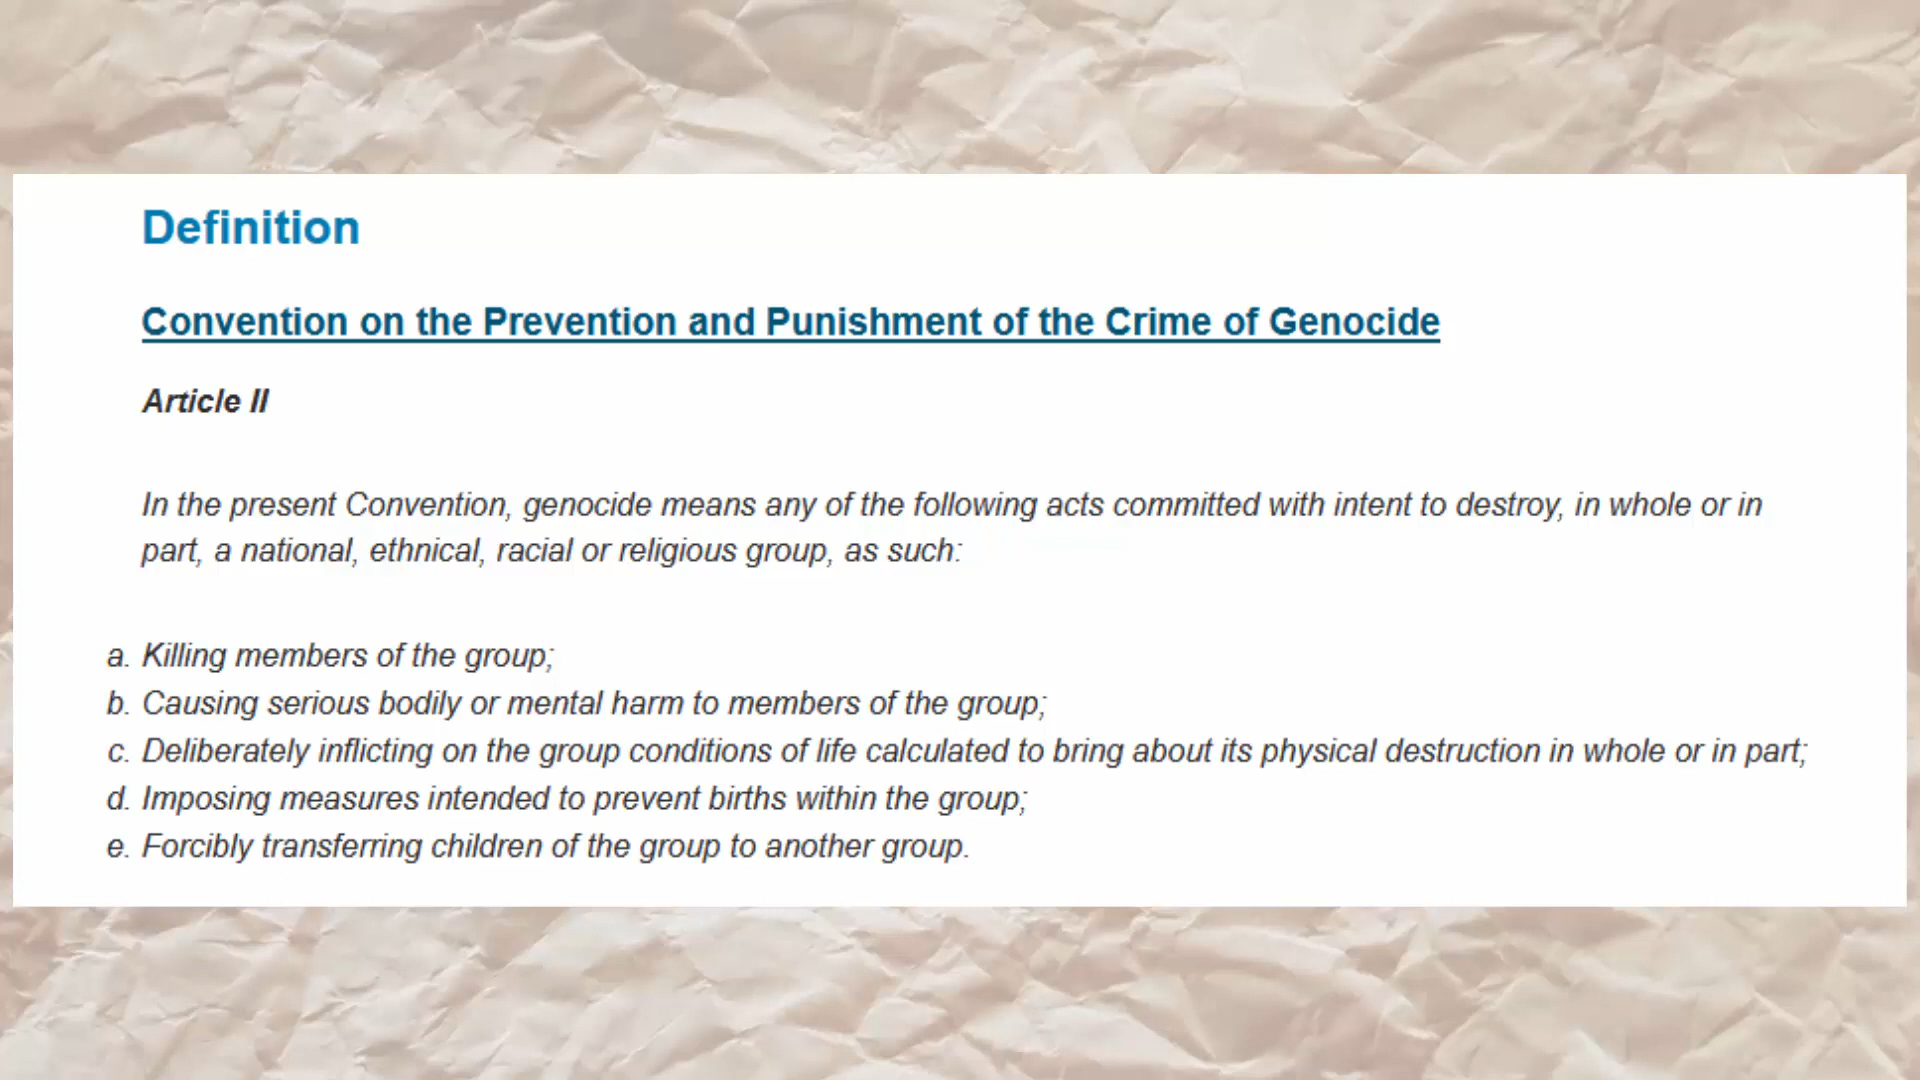 Definition
Convention on the Prevention and Punishment of the Crime of Genocide
Article II
In the present Convention, genocide means any of the following acts committed with intent to destroy, in whole or in
part, a national, ethnical, racial or religious group, as such:
a. Killing members of the group;
b. Causing serious bodily or mental harm to members of the group;
c. Deliberately inflicting on the group conditions of life calculated to bring about its physical destruction in whole or in part;
d. Imposing measures intended to prevent births within the group;
e. Forcibly transferring children of the group to another group.